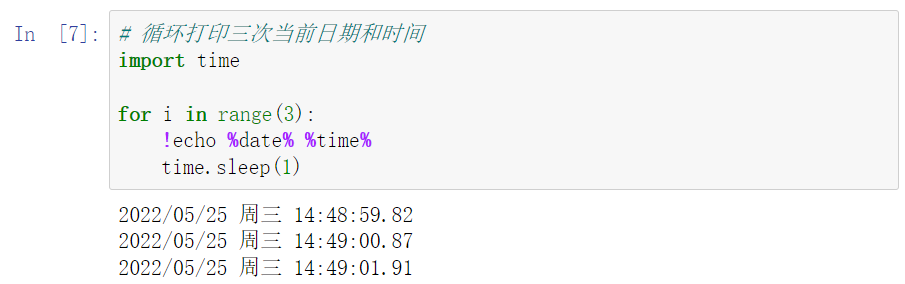 In [7]: # 循环打印三次当前日期和时间
import time
for i in range(3):
    !echo %date% %time%
    time.sleep(1)
2022/05/25 周三 14:48:59.82
2022/05/25 周三 14:49:00.87
2022/05/25 周三 14:49:01.91